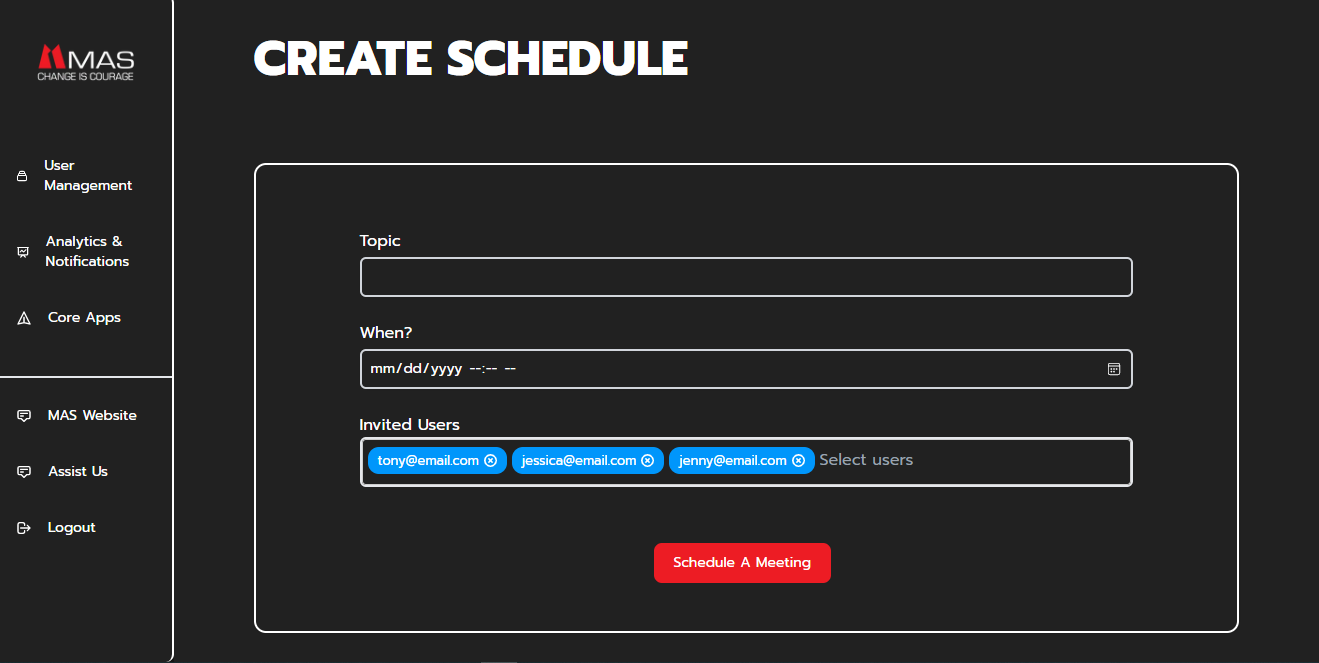 MAS
CHANGE IS COURAGE
User
Management
Analytics &
Notifications
Core Apps
MAS Website
Assist Us
Logout
CREATE SCHEDULE
Topic
When?
mm/dd/yyyy --:-- --
Invited Users
tony@email.com jessica@email.com jenny@email.com Select users
Schedule A Meeting